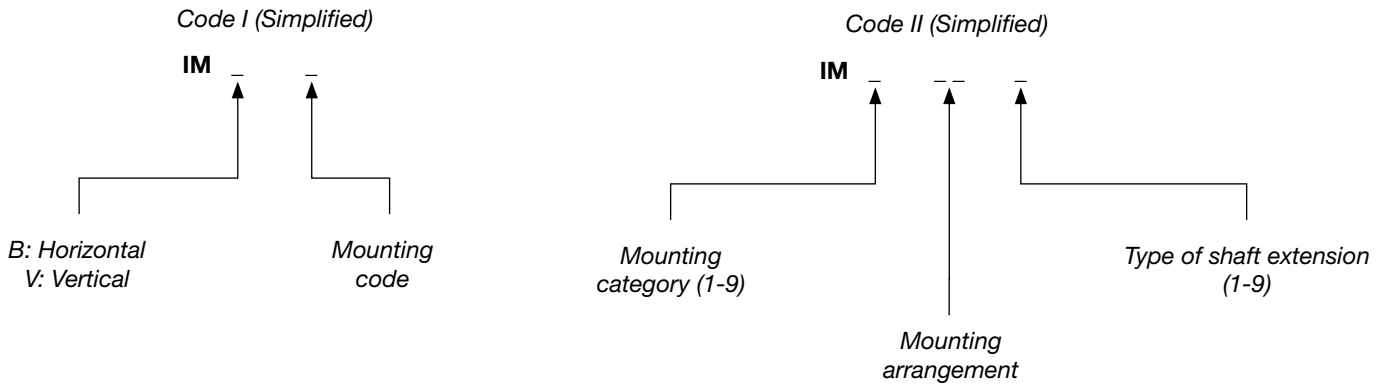 Code I (Simplified)
IM _ _
B: Horizontal
V: Vertical
Mounting
code
Code II (Simplified)
IM _ _ _ _
Mounting
category (1-9)
Mounting
arrangement
Type of shaft extension
(1-9)